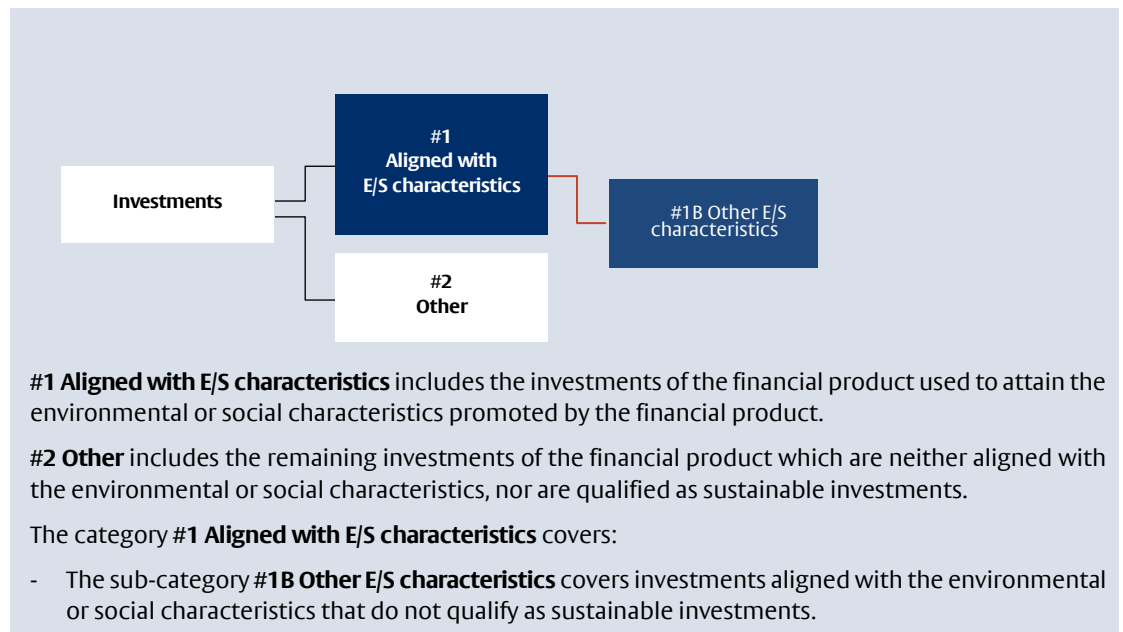 #1
Aligned with
E/S characteristics
Investments
#1B Other E/S
characteristics
#2
Other
#1 Aligned with E/S characteristics includes the investments of the financial product used to attain the
environmental or social characteristics promoted by the financial product.
#2 Other includes the remaining investments of the financial product which are neither aligned with
the environmental or social characteristics, nor are qualified as sustainable investments.
The category #1 Aligned with E/S characteristics covers:
- The sub-category #1B Other E/S characteristics covers investments aligned with the environmental
or social characteristics that do not qualify as sustainable investments.